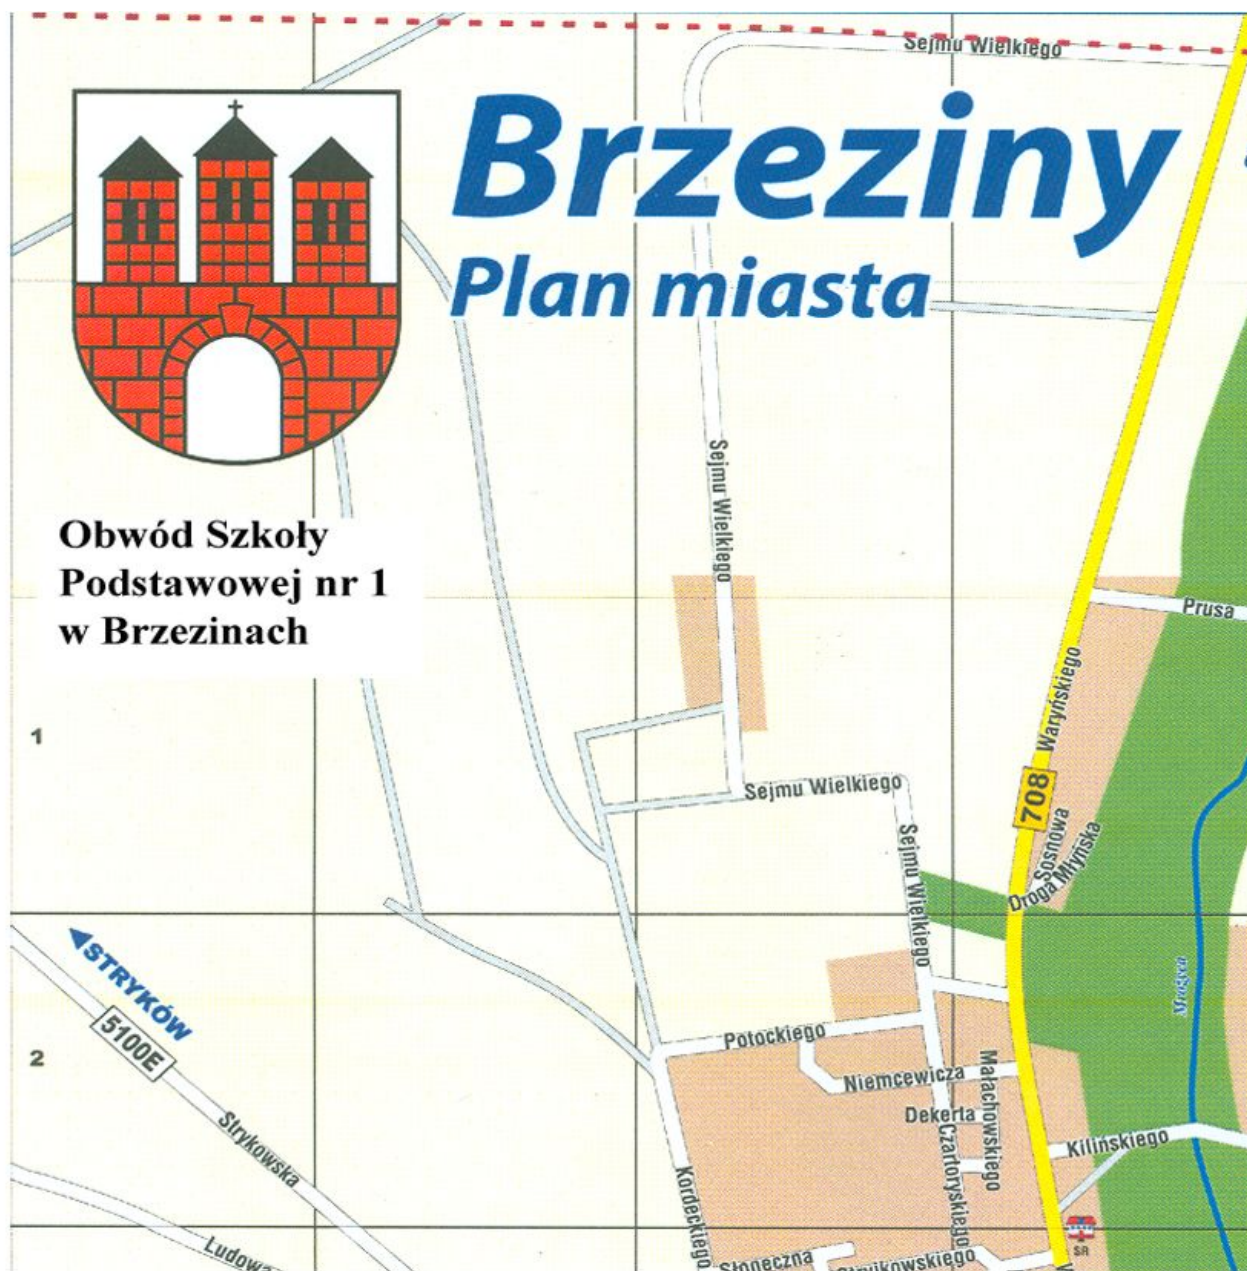 Sejmu Wielkiego
Brzeziny
Plan miasta
Sejmu Wielkiego
Obwód Szkoły
Podstawowej nr 1
w Brzezinach
Prusa
Waryńskiego
1
708
Sejmu Wielkiego
Sosnowa
Droga Młyńska
Sejmu Wielkiego
STRYKÓW
Mrożyca
5100E
2
Potockiego
Niemcewicza
Małachowskiego
Dekerta
Czartoryskiego
Kilińskiego
Strykowska
Kordeckiego
Ludowa
SR
Słoneczna
Stryjkowskiego